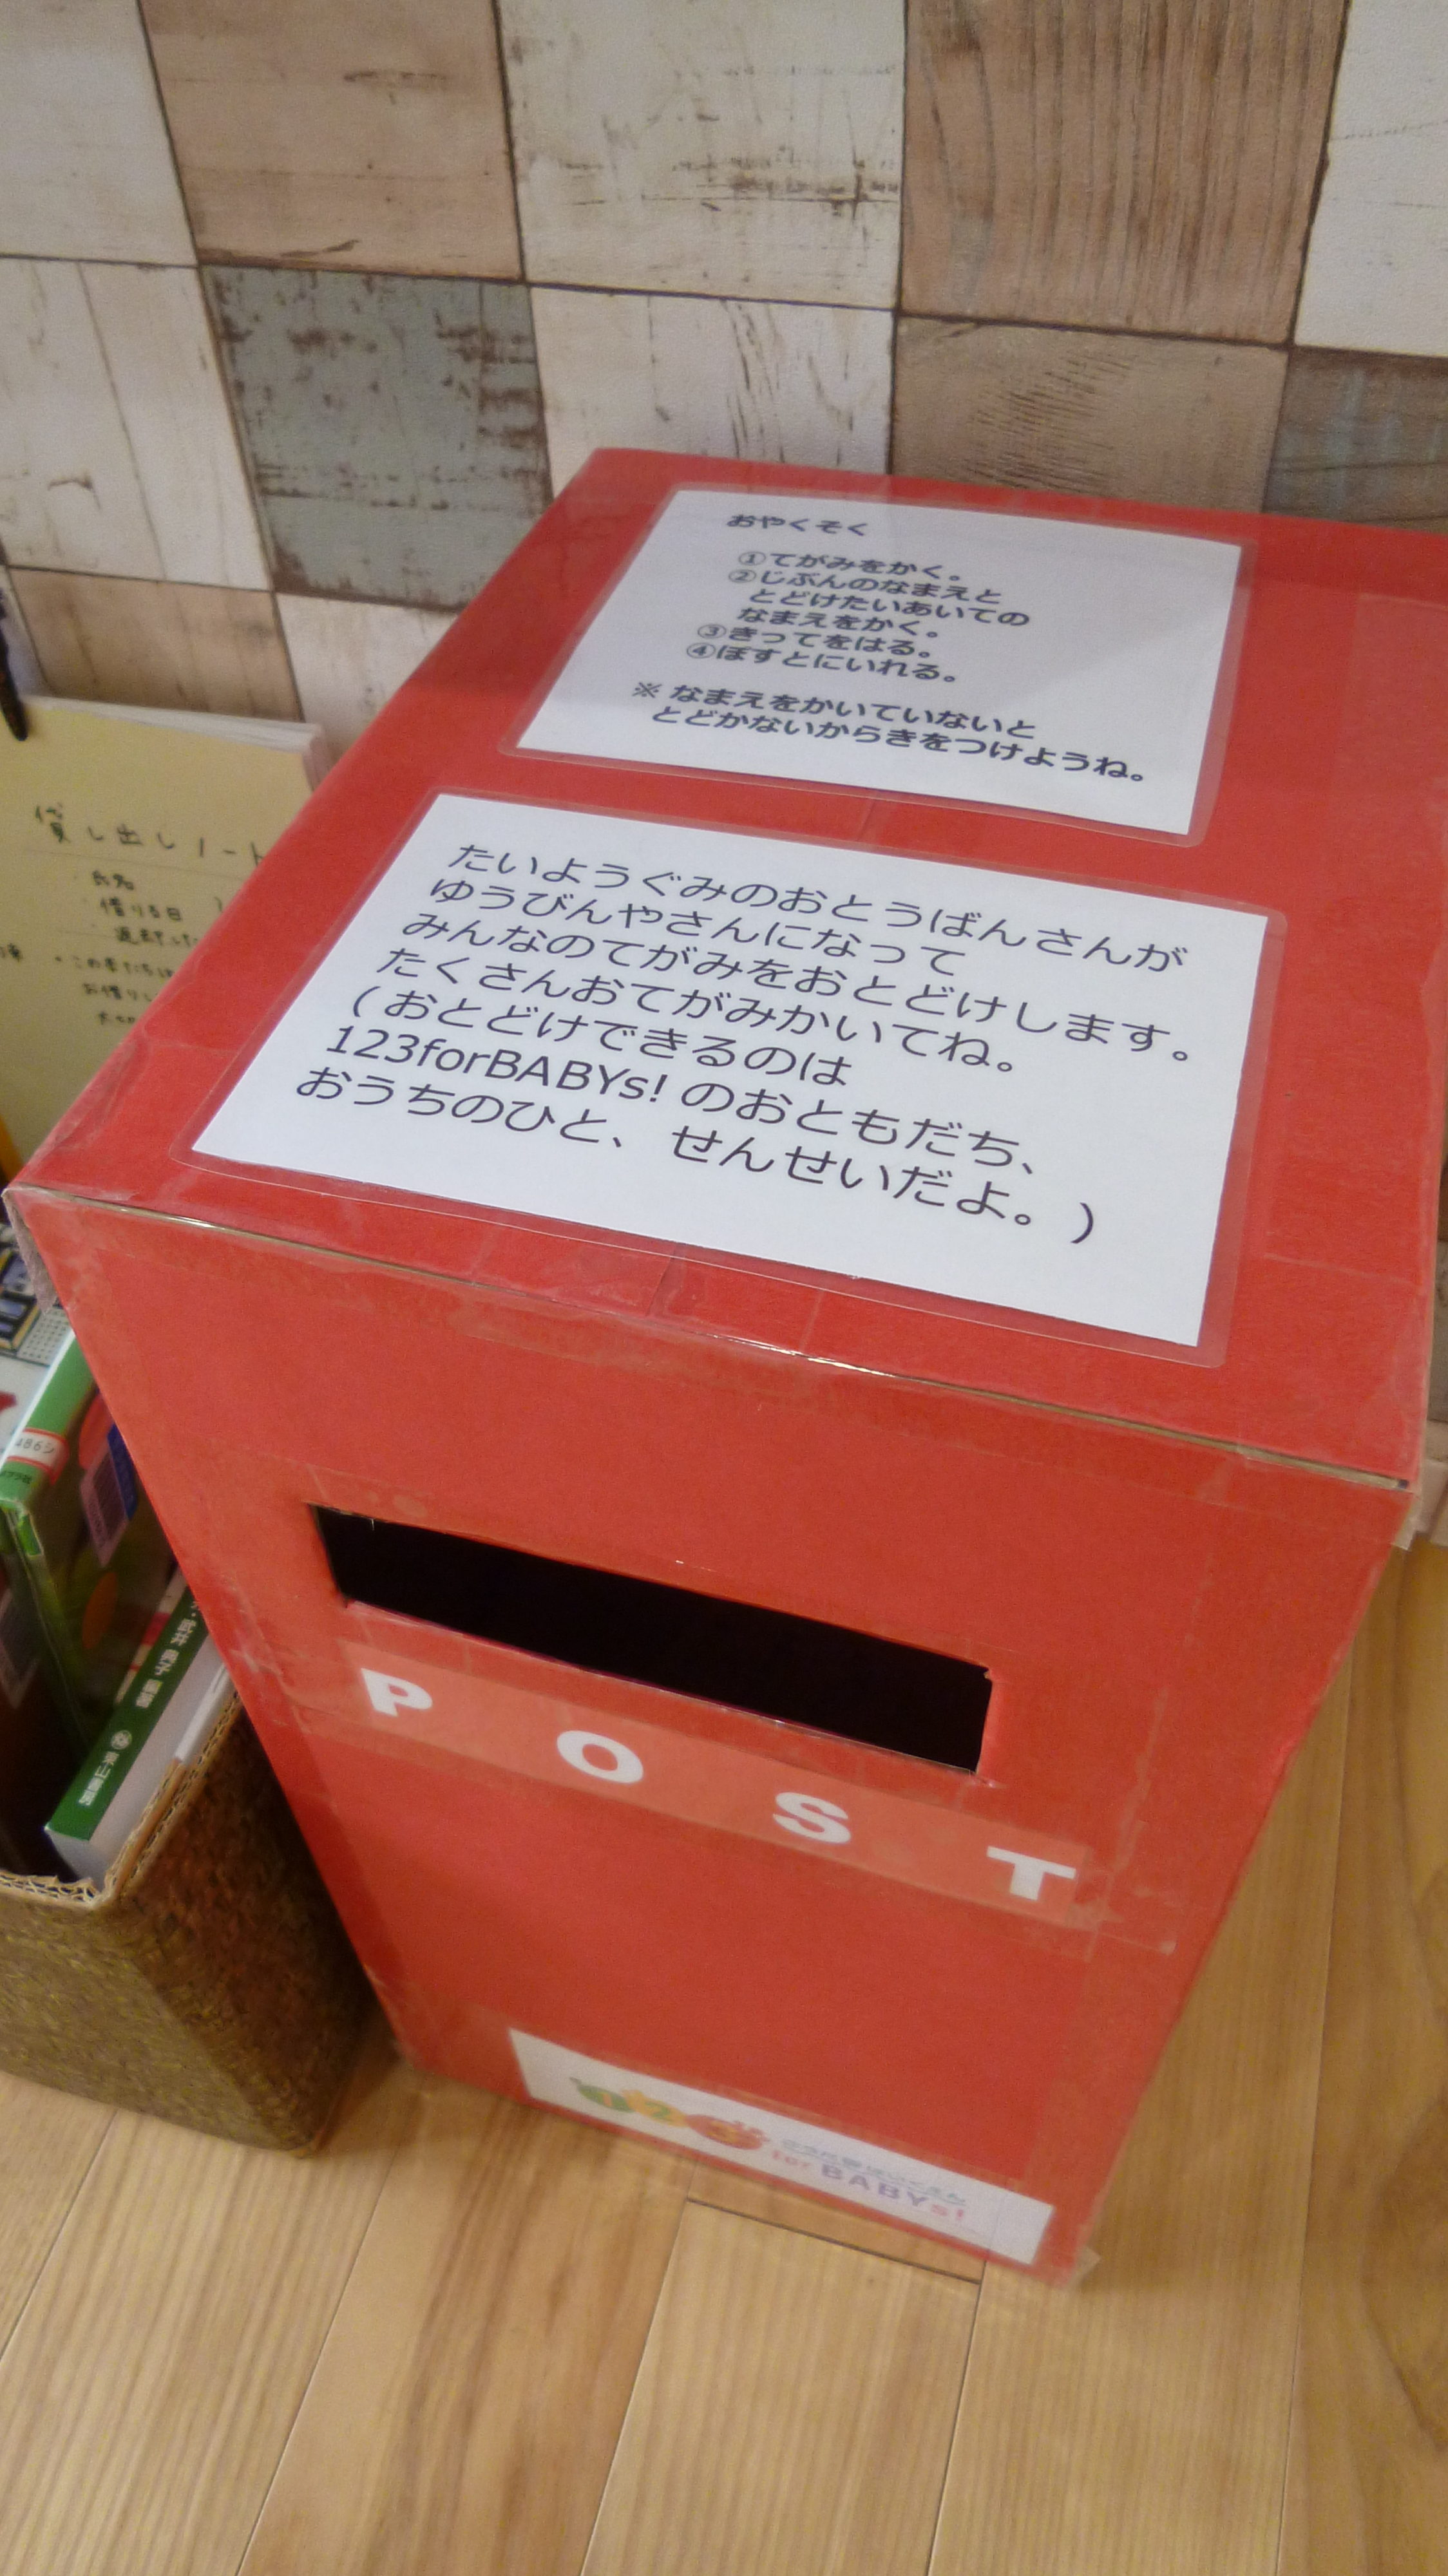 おやくそく
①てがみをかく。
②じぶんのなまえと
とどけたいあいての
なまえをかく。
③きってをはる。
④ぽすとにいれる。
※ なまえをかいていないと
とどかないからきをつけようね。
たいようぐみのおとうばんさんが
ゆうびんやさんになって
みんなのてがみをおとどけします。
たくさんおてがみかいてね。
(おとどけできるのは
123forBABYs! のおともだち、
おうちのひと、せんせいだよ。)
貸し出しノート
・氏名
・借りる日
POST
123
for BABYs!